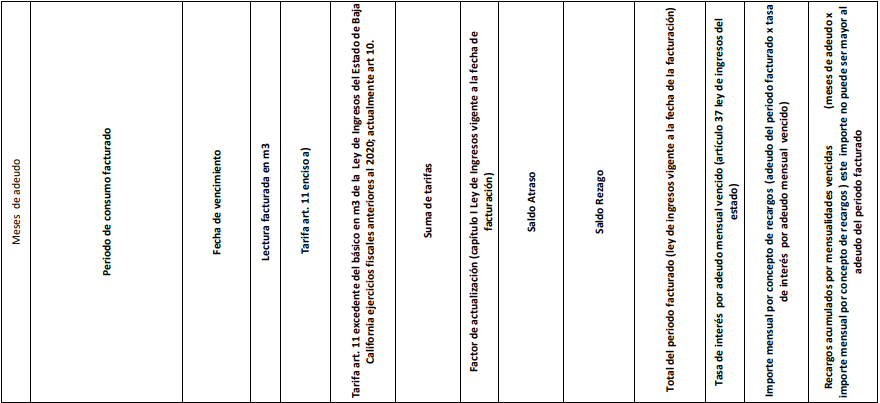 Meses de adeudo
Periodo de consumo facturado
Fecha de vencimiento
Lectura facturada en m3
Tarifa art. 11 enciso a)
Tarifa art. 11 excedente del básico en m3 de la Ley de Ingresos del Estado de Baja
California ejercicios fiscales anteriores al 2020; actualmente art 10.
Suma de tarifas
Factor de actualización (capitulo I Ley de Ingresos vigente a la fecha de
facturación)
Saldo Atraso
Saldo Rezago
Total del periodo facturado (ley de ingresos vigente a la fecha de la facturación)
Tasa de interés por adeudo mensual vencido (artículo 37 ley de ingresos del
estado)
Importe mensual por concepto de recargos (adeudo del periodo facturado x tasa
de interés por adeudo mensual vencido)
Recargos acumulados por mensualidades vencidas (meses de adeudo x
importe mensual por concepto de recargos ) este importe no puede ser mayor al
adeudo del periodo facturado